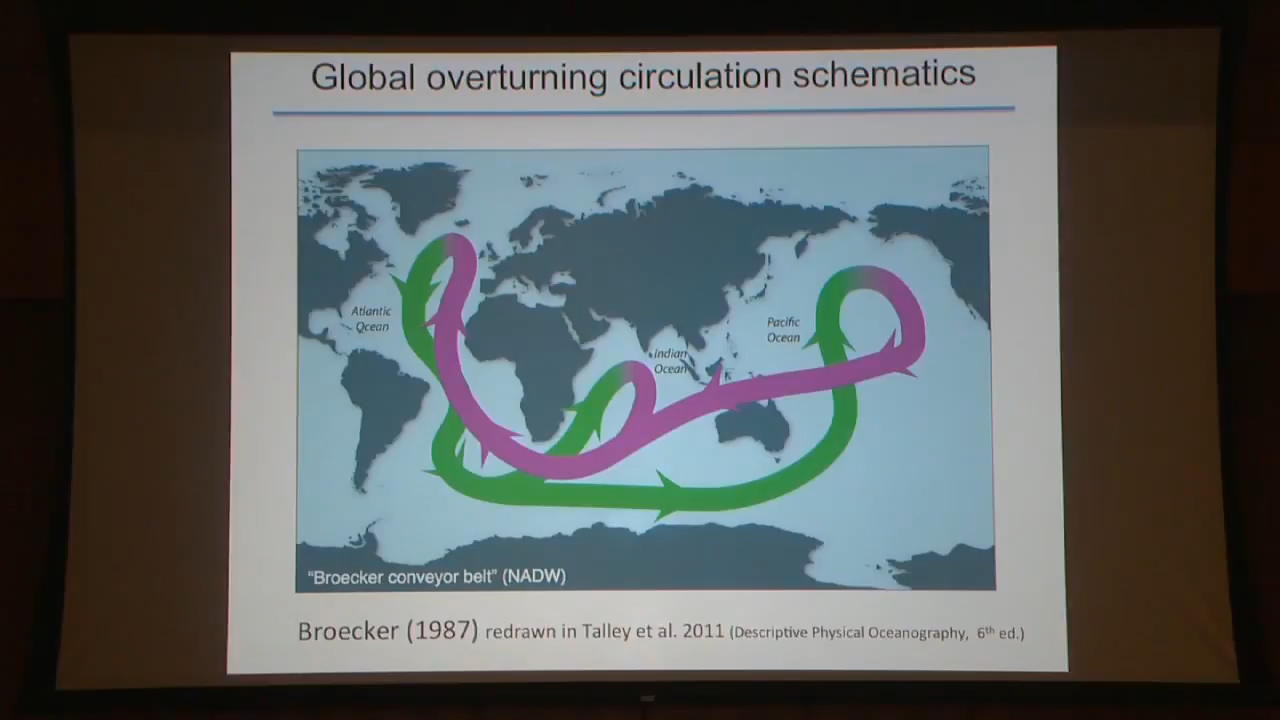 Global overturning circulation schematics
Atlantic
Ocean
Pacific
Ocean
Indian
Ocean
"Broecker conveyor belt" (NADW)
Broecker (1987) redrawn in Talley et al. 2011 (Descriptive Physical Oceanography, 6th ed.)